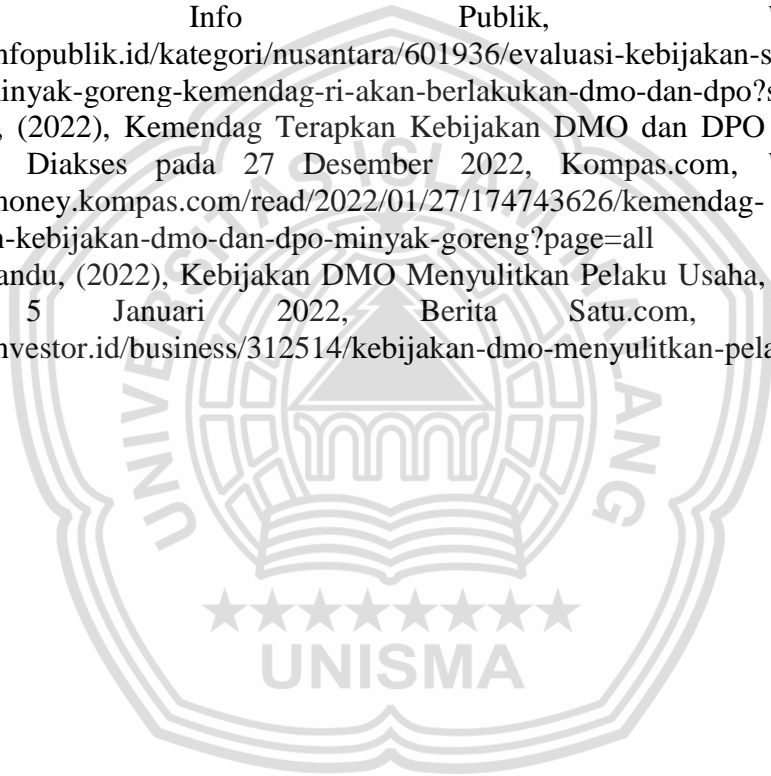 Info Publik,
nfopublik.id/kategori/nusantara/601936/evaluasi-kebijakan-s
inyak-goreng-kemendag-ri-akan-berlakukan-dmo-dan-dpo?s
, (2022), Kemendag Terapkan Kebijakan DMO dan DPO
Diakses pada 27 Desember 2022, Kompas.com,
noney.kompas.com/read/2022/01/27/174743626/kemendag-
n-kebijakan-dmo-dan-dpo-minyak-goreng?page=all
andu, (2022), Kebijakan DMO Menyulitkan Pelaku Usaha,
5 Januari 2022, Berita Satu.com,
nvestor.id/business/312514/kebijakan-dmo-menyulitkan-pela
UNIVERSITAS ISLAM MALANG
UNISMA